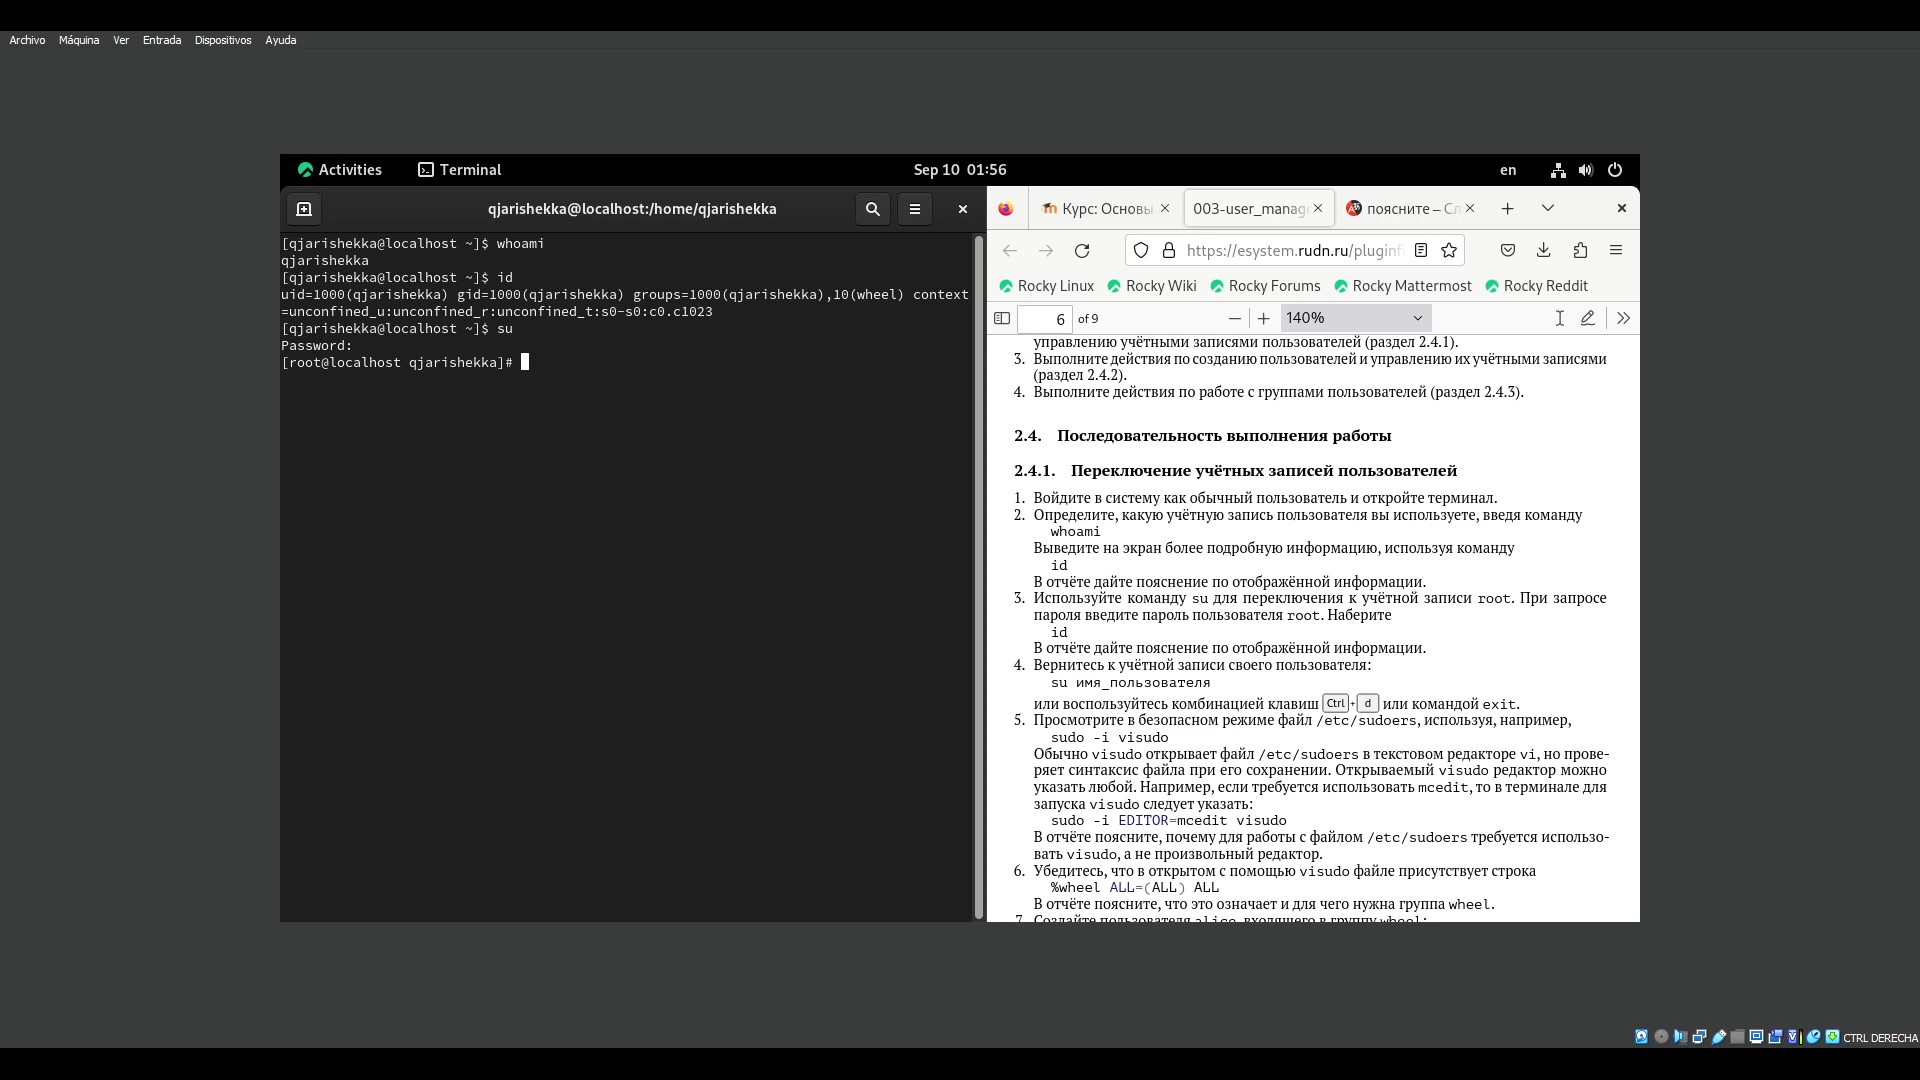 Archivo Máquina Ver Entrada Dispositivos Ayuda
Activities Terminal Sep 10 01:56 en
qjarishekka@localhost:/home/qjarishekka
[qjarishekka@localhost ~]$ whoami
qjarishekka
[qjarishekka@localhost ~]$ id
uid=1000(qjarishekka) gid=1000(qjarishekka) groups=1000(qjarishekka),10(wheel) context
=unconfined_u:unconfined_r:unconfined_t:s0-s0:c0.c1023
[qjarishekka@localhost ~]$ su
Password:
[root@localhost qjarishekka]#
Курс: Основы 003-user_manage поясните – Сл
https://esystem.rudn.ru/pluginf
Rocky Linux Rocky Wiki Rocky Forums Rocky Mattermost Rocky Reddit
6 of 9 140%
управлению учётными записями пользователей (раздел 2.4.1).
3. Выполните действия по созданию пользователей и управлению их учётными записями
(раздел 2.4.2).
4. Выполните действия по работе с группами пользователей (раздел 2.4.3).
2.4. Последовательность выполнения работы
2.4.1. Переключение учётных записей пользователей
1. Войдите в систему как обычный пользователь и откройте терминал.
2. Определите, какую учётную запись пользователя вы используете, введя команду
whoami
Выведите на экран более подробную информацию, используя команду
id
В отчёте дайте пояснение по отображённой информации.
3. Используйте команду su для переключения к учётной записи root. При запросе
пароля введите пароль пользователя root. Наберите
id
В отчёте дайте пояснение по отображённой информации.
4. Вернитесь к учётной записи своего пользователя:
su имя_пользователя
или воспользуйтесь комбинацией клавиш Ctrl + d или командой exit.
5. Просмотрите в безопасном режиме файл /etc/sudoers, используя, например,
sudo -i visudo
Обычно visudo открывает файл /etc/sudoers в текстовом редакторе vi, но прове-
ряет синтаксис файла при его сохранении. Открываемый visudo редактор можно
указать любой. Например, если требуется использовать mcedit, то в терминале для
запуска visudo следует указать:
sudo -i EDITOR=mcedit visudo
В отчёте поясните, почему для работы с файлом /etc/sudoers требуется использо-
вать visudo, а не произвольный редактор.
6. Убедитесь, что в открытом с помощью visudo файле присутствует строка
%wheel ALL=(ALL) ALL
В отчёте поясните, что это означает и для чего нужна группа wheel.
7. Создайте пользователя alice, входящего в группу wheel:
CTRL DERECHA